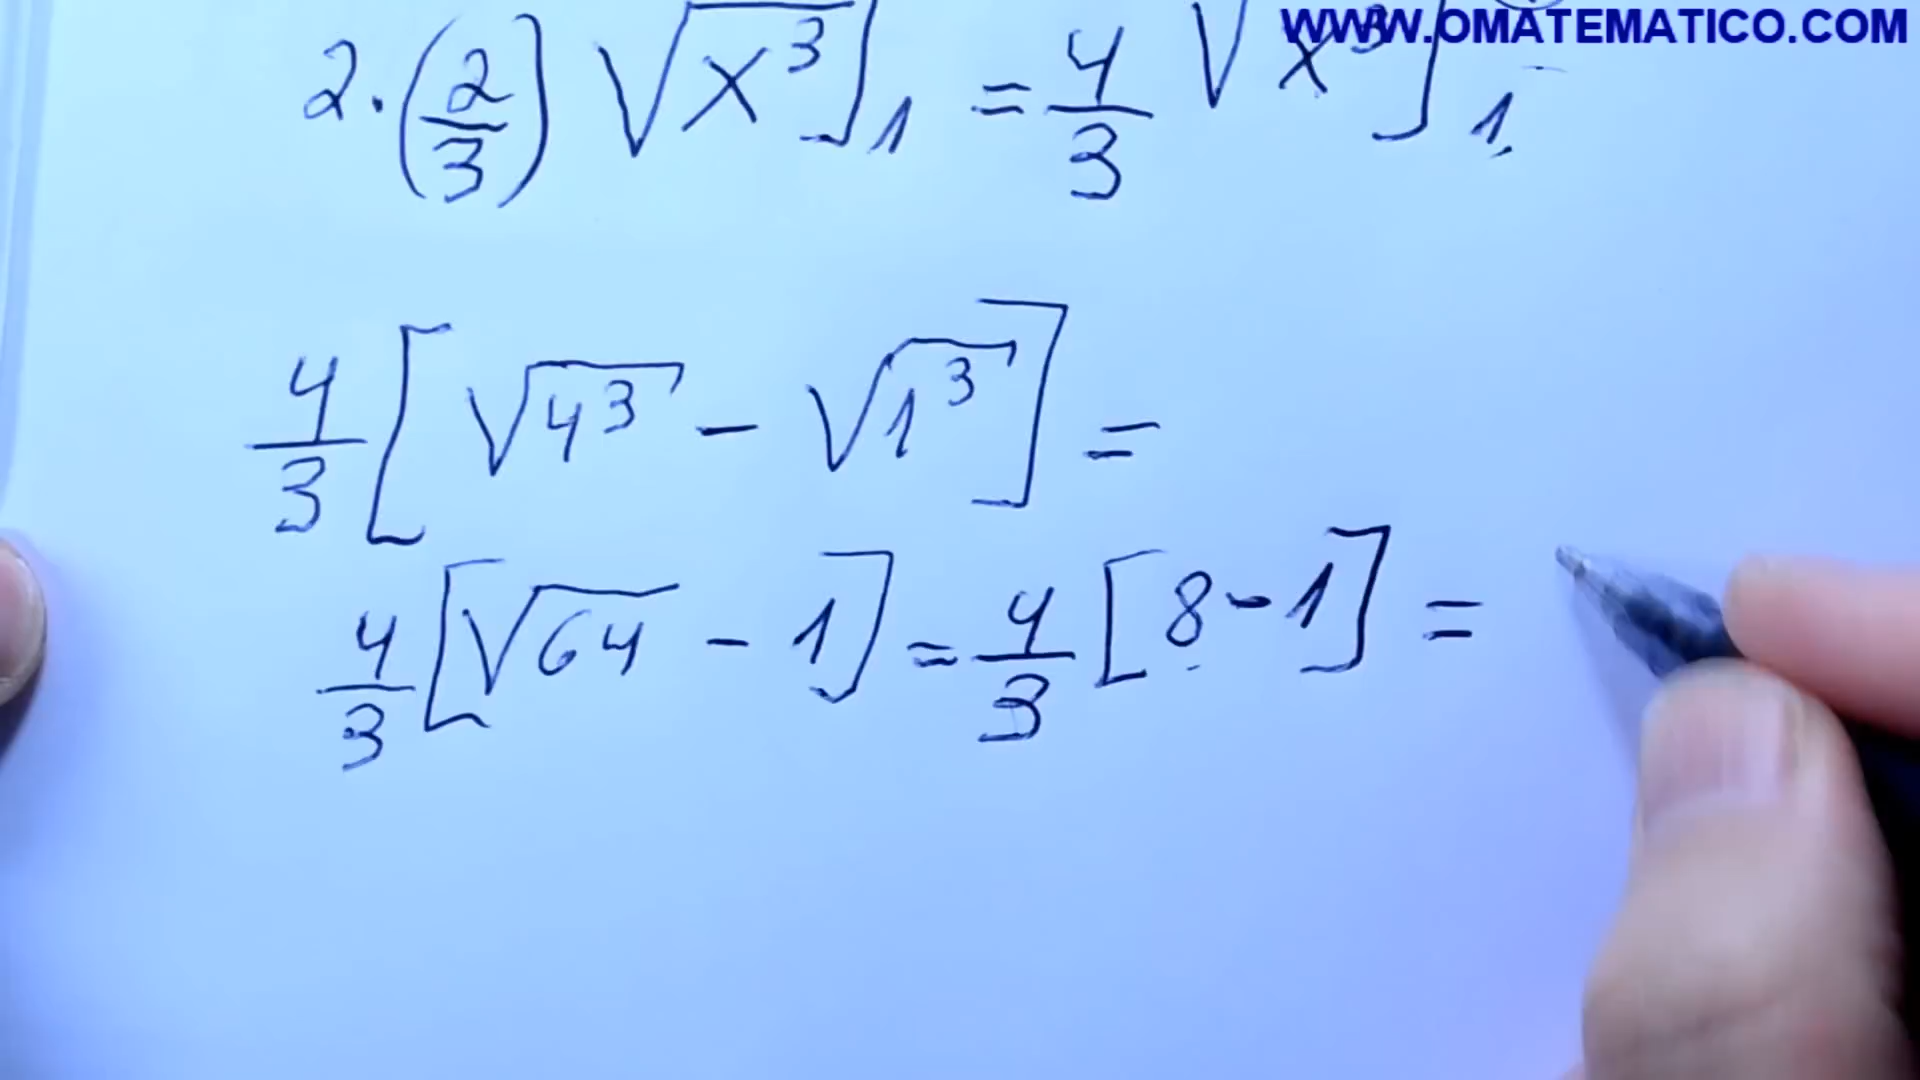 WWW.OMATEMATICO.COM
2·(2/3) √x³]₁ = 4/3 √x³]₁
4/3 [√4³ - √1³] =
4/3 [√64 - 1] = 4/3 [8 - 1] =